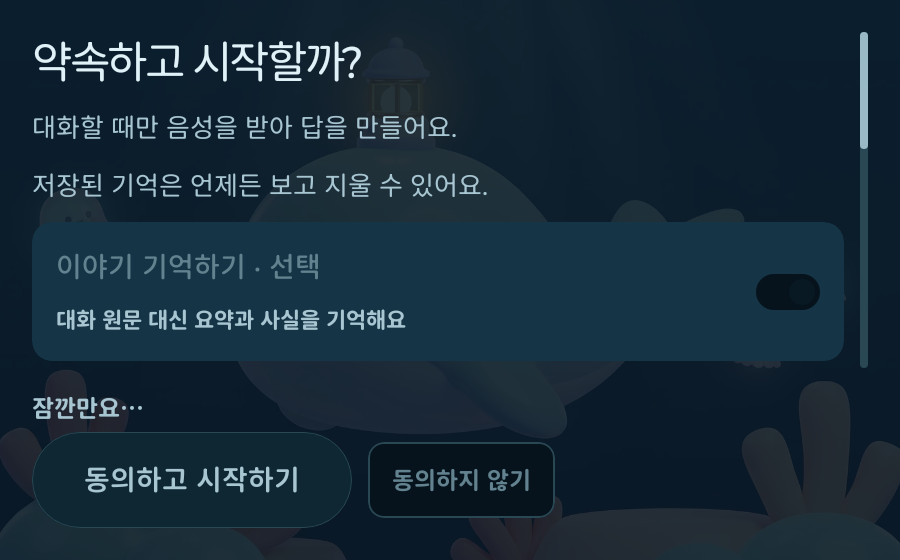 약속하고 시작할까?
대화할 때만 음성을 받아 답을 만들어요.
저장된 기억은 언제든 보고 지울 수 있어요.
이야기 기억하기 · 선택
대화 원문 대신 요약과 사실을 기억해요
잠깐만요…
동의하고 시작하기
동의하지 않기